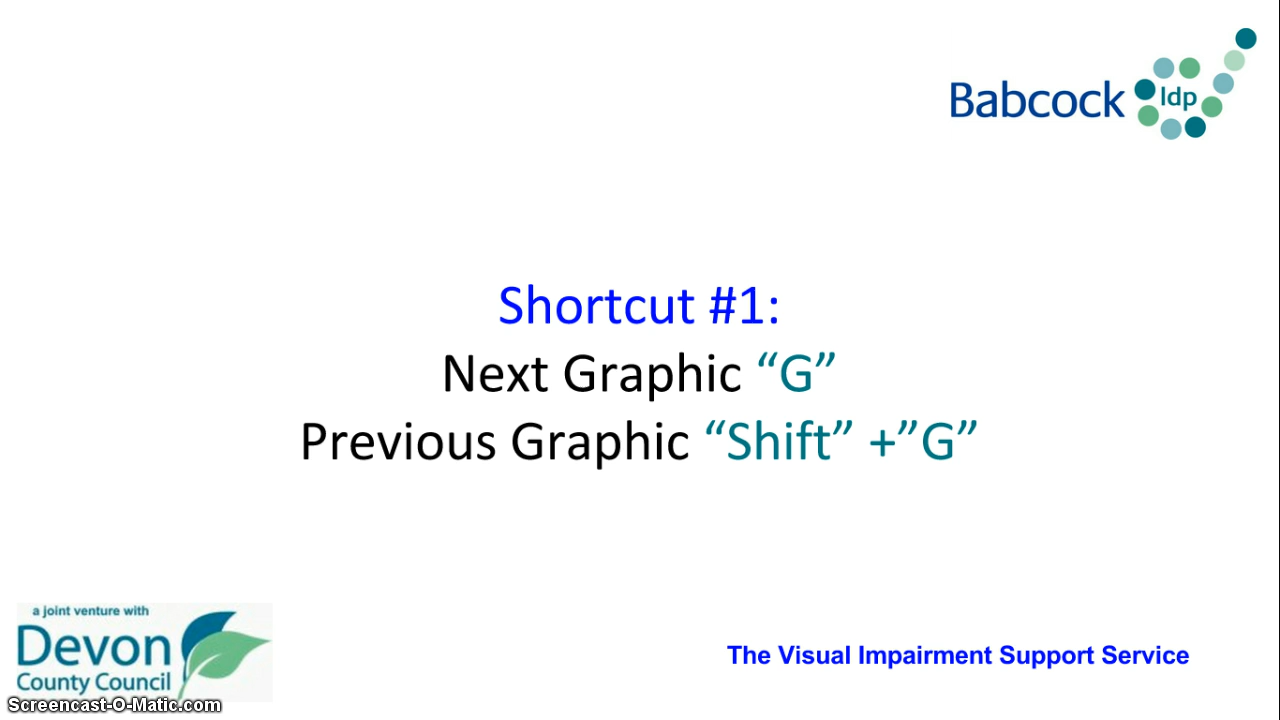 Babcock ldp
Shortcut #1:
Next Graphic “G”
Previous Graphic “Shift” +”G”
a joint venture with
Devon
County Council
The Visual Impairment Support Service
Screencast-O-Matic.com